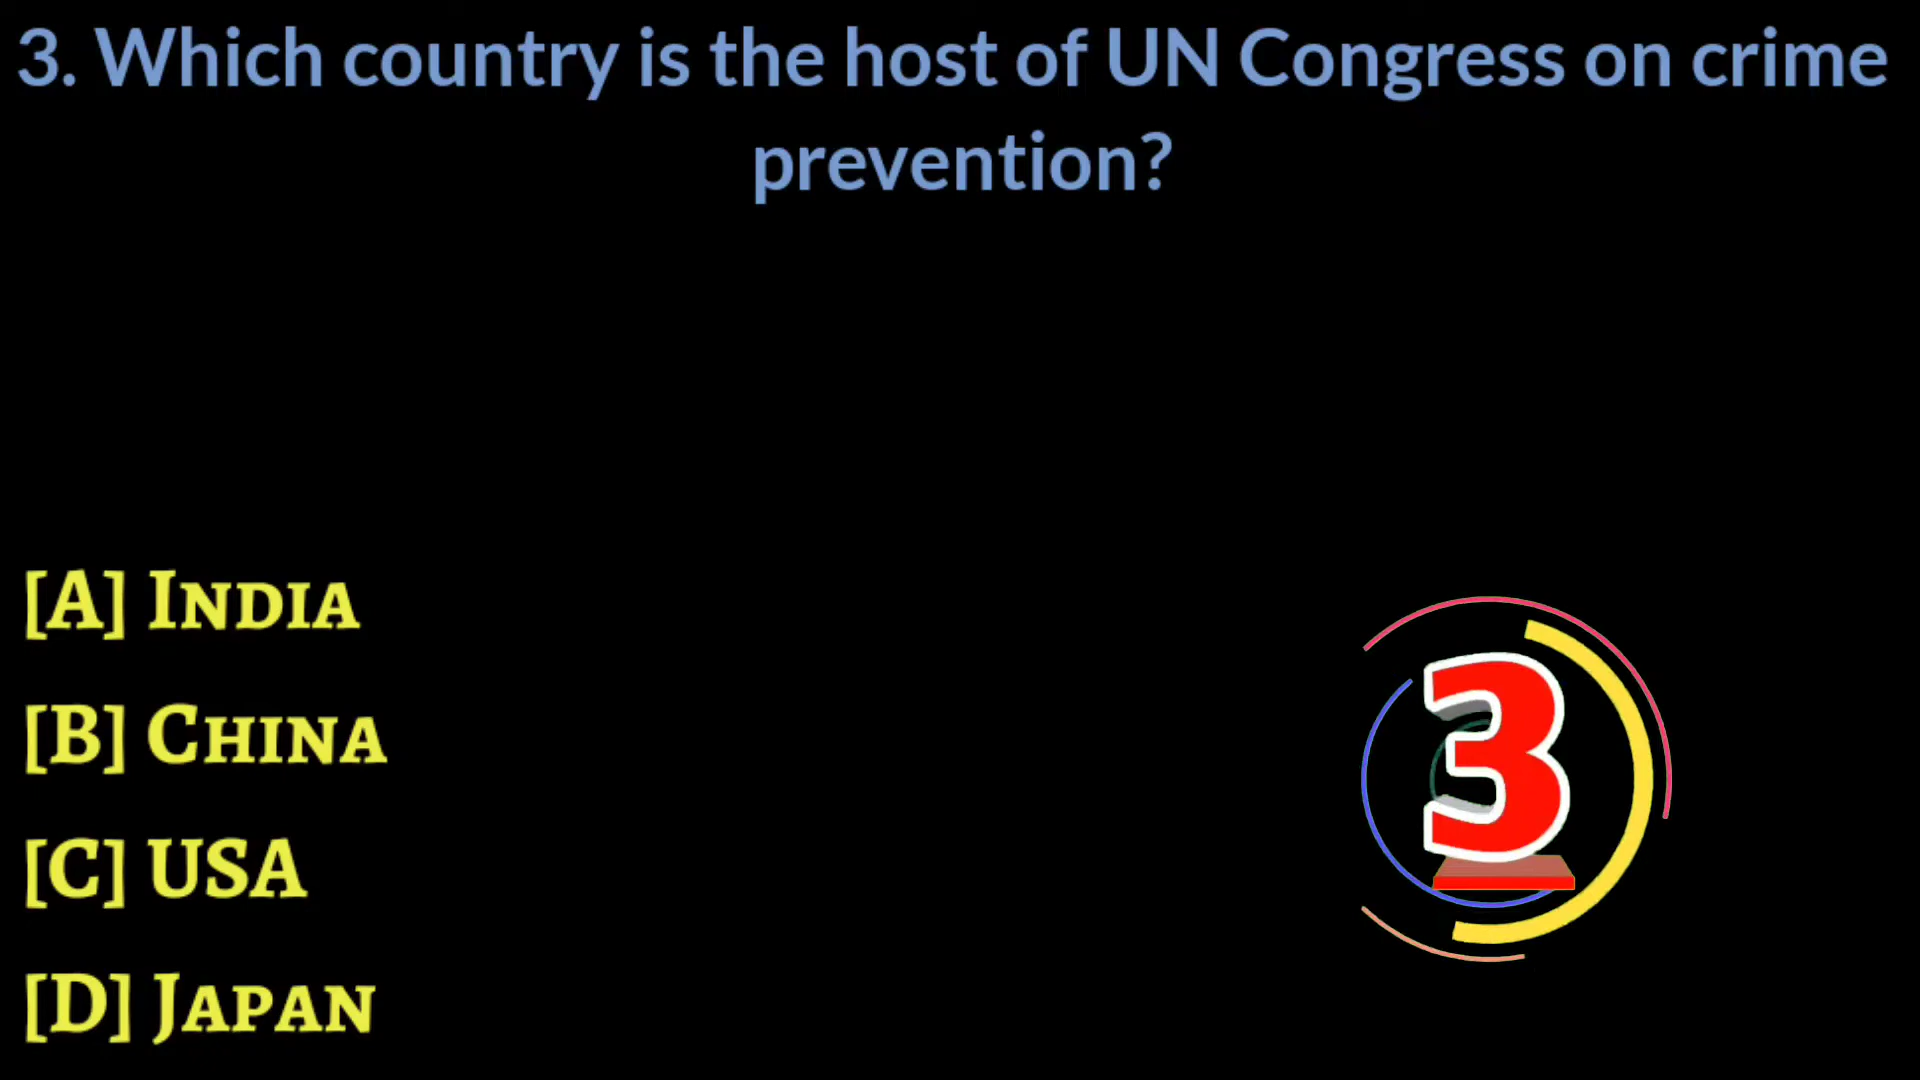 3. Which country is the host of UN Congress on crime
prevention?
[A] India
[B] China
[C] USA
[D] Japan
3